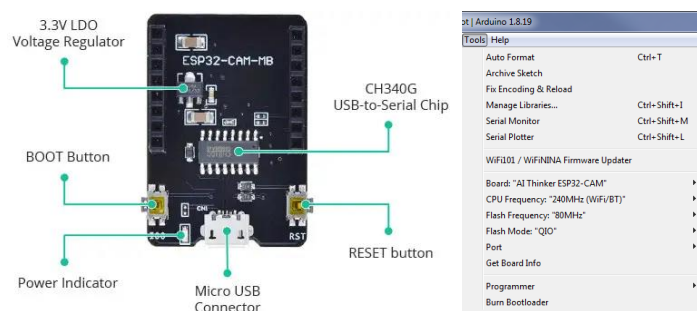 3.3V LDO
Voltage Regulator
ESP32-CAM-MB
CH340G
USB-to-Serial Chip
BOOT Button
RST
RESET button
Power Indicator
Micro USB
Connector
ot | Arduino 1.8.19
Tools Help
Auto Format Ctrl+T
Archive Sketch
Fix Encoding & Reload
Manage Libraries... Ctrl+Shift+I
Serial Monitor Ctrl+Shift+M
Serial Plotter Ctrl+Shift+L
WiFi101 / WiFiNINA Firmware Updater
Board: "AI Thinker ESP32-CAM"
CPU Frequency: "240MHz (WiFi/BT)"
Flash Frequency: "80MHz"
Flash Mode: "QIO"
Port
Get Board Info
Programmer
Burn Bootloader